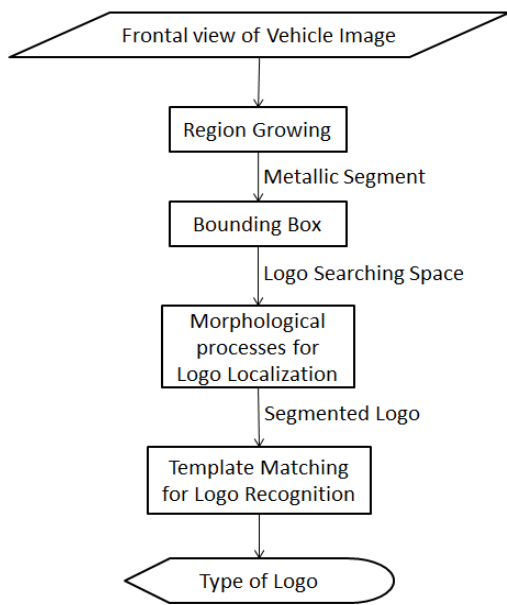 Frontal view of Vehicle Image
Region Growing
Metallic Segment
Bounding Box
Logo Searching Space
Morphological
processes for
Logo Localization
Segmented Logo
Template Matching
for Logo Recognition
Type of Logo